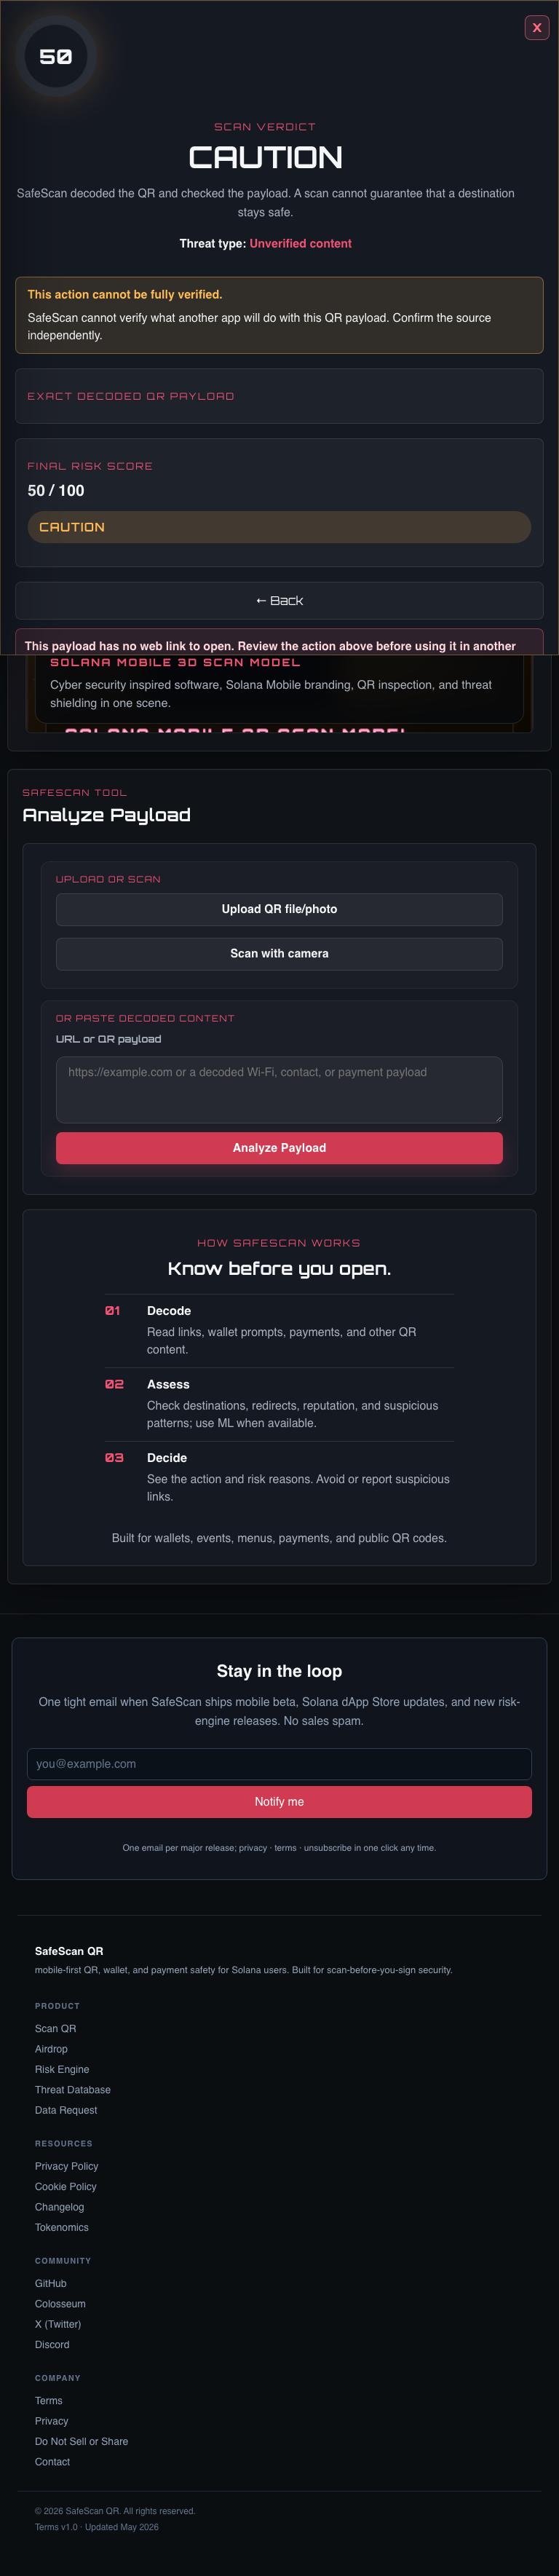 50
X
SCAN VERDICT
CAUTION
SafeScan decoded the QR and checked the payload. A scan cannot guarantee that a destination
stays safe.
Threat type: Unverified content
This action cannot be fully verified.
SafeScan cannot verify what another app will do with this QR payload. Confirm the source
independently.
EXACT DECODED QR PAYLOAD
FINAL RISK SCORE
50 / 100
CAUTION
← Back
This payload has no web link to open. Review the action above before using it in another
SOLANA MOBILE 3D SCAN MODEL
Cyber security inspired software, Solana Mobile branding, QR inspection, and threat
shielding in one scene.
SOLANA MOBILE 3D SCAN MODEL
SAFESCAN TOOL
Analyze Payload
UPLOAD OR SCAN
Upload QR file/photo
Scan with camera
OR PASTE DECODED CONTENT
URL or QR payload
https://example.com or a decoded Wi-Fi, contact, or payment payload
Analyze Payload
HOW SAFESCAN WORKS
Know before you open.
01
Decode
Read links, wallet prompts, payments, and other QR
content.
02
Assess
Check destinations, redirects, reputation, and suspicious
patterns; use ML when available.
03
Decide
See the action and risk reasons. Avoid or report suspicious
links.
Built for wallets, events, menus, payments, and public QR codes.
Stay in the loop
One tight email when SafeScan ships mobile beta, Solana dApp Store updates, and new risk-
engine releases. No sales spam.
you@example.com
Notify me
One email per major release; privacy · terms · unsubscribe in one click any time.
SafeScan QR
mobile-first QR, wallet, and payment safety for Solana users. Built for scan-before-you-sign security.
PRODUCT
Scan QR
Airdrop
Risk Engine
Threat Database
Data Request
RESOURCES
Privacy Policy
Cookie Policy
Changelog
Tokenomics
COMMUNITY
GitHub
Colosseum
X (Twitter)
Discord
COMPANY
Terms
Privacy
Do Not Sell or Share
Contact
© 2026 SafeScan QR. All rights reserved.
Terms v1.0 · Updated May 2026